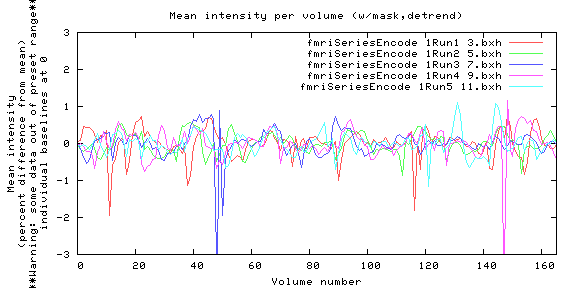 Mean intensity per volume (w/mask,detrend)
Mean intensity
(percent difference from mean)
**Warning: some data out of preset range**
individual baselines at 0
3
2
1
0
-1
-2
-3
fmriSeriesEncode 1Run1 3.bxh
fmriSeriesEncode 1Run2 5.bxh
fmriSeriesEncode 1Run3 7.bxh
fmriSeriesEncode 1Run4 9.bxh
fmriSeriesEncode 1Run5 11.bxh
0 20 40 60 80 100 120 140 160
Volume number